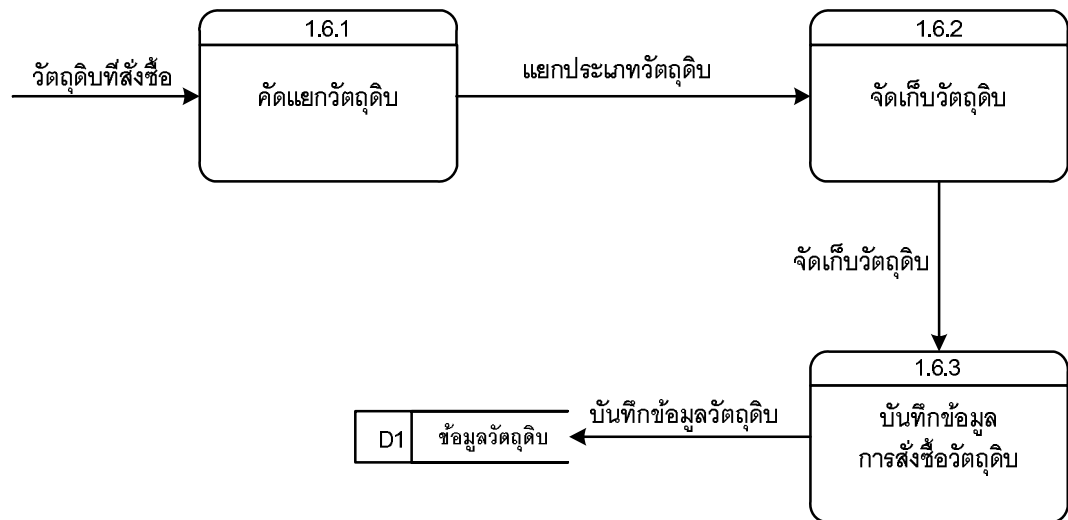 1.6.1
1.6.2
วัตถุดิบที่สั่งซื้อ
คัดแยกวัตถุดิบ
แยกประเภทวัตถุดิบ
จัดเก็บวัตถุดิบ
จัดเก็บวัตถุดิบ
1.6.3
บันทึกข้อมูล
การสั่งซื้อวัตถุดิบ
บันทึกข้อมูลวัตถุดิบ
D1
ข้อมูลวัตถุดิบ